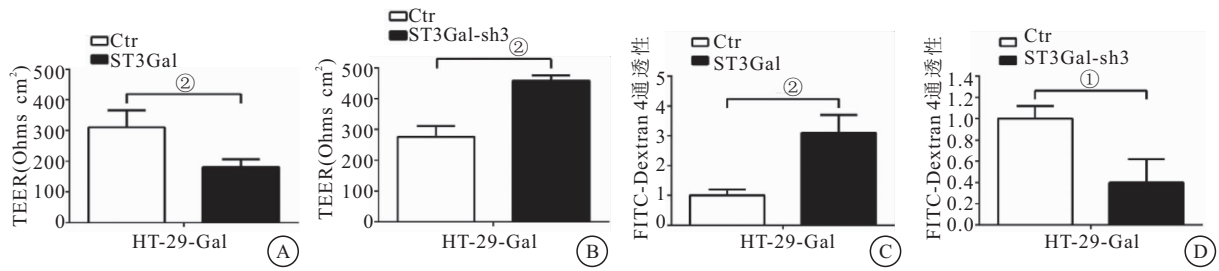 Ctr
ST3Gal
②
TEER(Ohms cm²)
500
400
300
200
100
0
HT-29-Gal
A
Ctr
ST3Gal-sh3
②
TEER(Ohms cm²)
500
400
300
200
100
0
HT-29-Gal
B
Ctr
ST3Gal
②
FITC-Dextran 4通透性
5
4
3
2
1
0
HT-29-Gal
C
Ctr
ST3Gal-sh3
①
FITC-Dextran 4通透性
1.4
1.2
1.0
0.8
0.6
0.4
0.2
0.0
HT-29-Gal
D